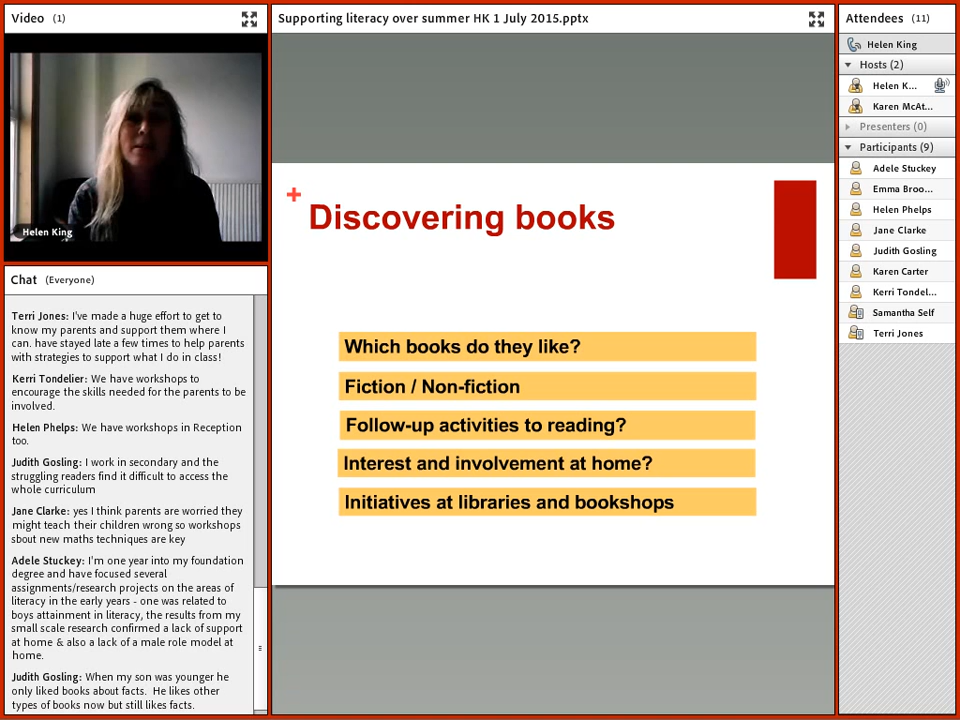 Video (1)
Helen King
Chat (Everyone)
Terri Jones: I've made a huge effort to get to
know my parents and support them where I
can. have stayed late a few times to help parents
with strategies to support what I do in class!
Kerri Tondelier: We have workshops to
encourage the skills needed for the parents to be
involved.
Helen Phelps: We have workshops in Reception
too.
Judith Gosling: I work in secondary and the
struggling readers find it difficult to access the
whole curriculum
Jane Clarke: yes I think parents are worried they
might teach their children wrong so workshops
sbout new maths techniques are key
Adele Stuckey: I'm one year into my foundation
degree and have focused several
assignments/research projects on the areas of
literacy in the early years - one was related to
boys attainment in literacy, the results from my
small scale research confirmed a lack of support
at home & also a lack of a male role model at
home.
Judith Gosling: When my son was younger he
only liked books about facts. He likes other
types of books now but still likes facts.
Supporting literacy over summer HK 1 July 2015.pptx
+
Discovering books
Which books do they like?
Fiction / Non-fiction
Follow-up activities to reading?
Interest and involvement at home?
Initiatives at libraries and bookshops
Attendees (11)
Helen King
Hosts (2)
Helen K...
Karen McAt...
Presenters (0)
Participants (9)
Adele Stuckey
Emma Broo...
Helen Phelps
Jane Clarke
Judith Gosling
Karen Carter
Kerri Tondel...
Samantha Self
Terri Jones